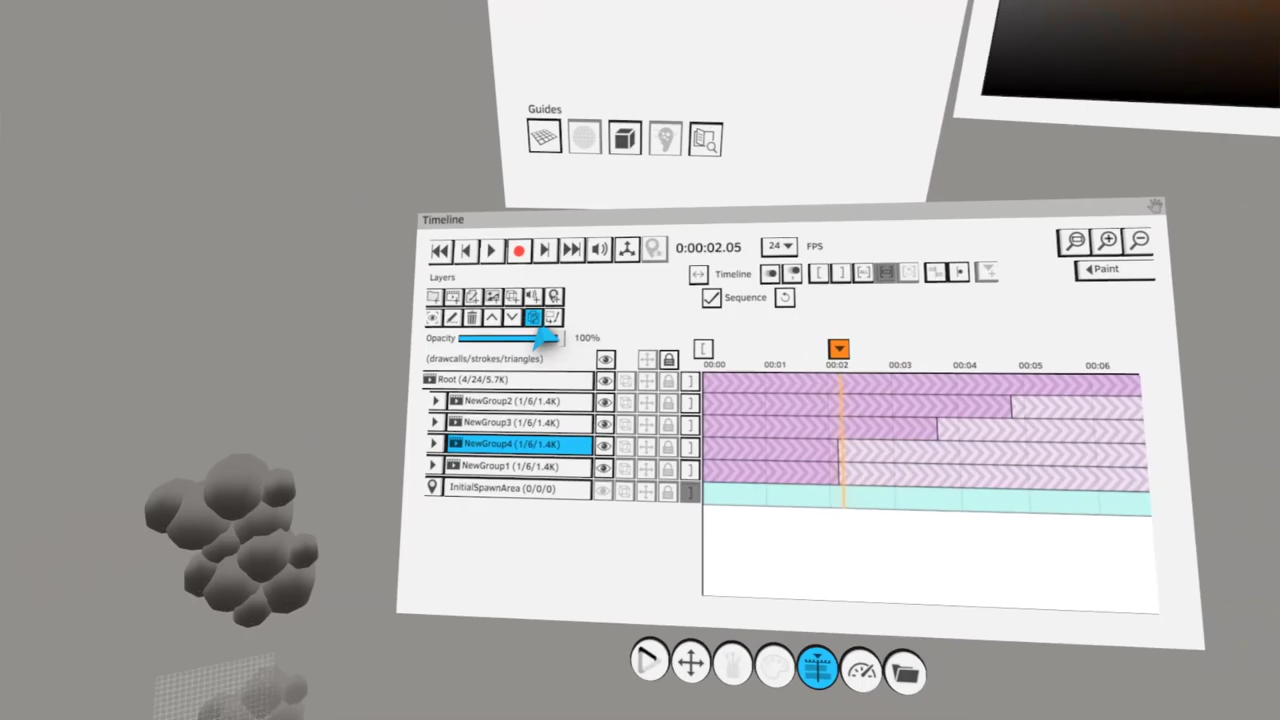 Guides
Timeline
0:00:02.05
24
FPS
Layers
Timeline
Paint
Sequence
Opacity
100%
(drawcalls/strokes/triangles)
00:00
00:01
00:02
00:03
00:04
00:05
00:06
Root (4/24/5.7K)
NewGroup2 (1/6/1.4K)
NewGroup3 (1/6/1.4K)
NewGroup4 (1/6/1.4K)
NewGroup1 (1/6/1.4K)
InitialSpawnArea (0/0/0)